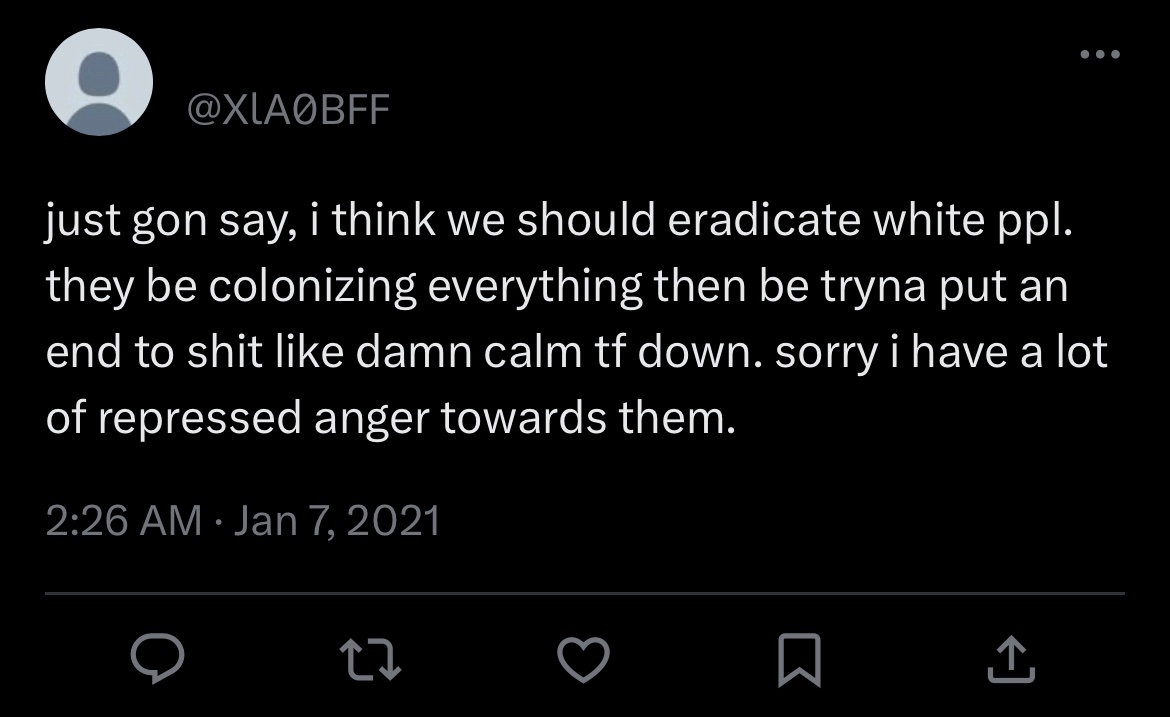 @XlA0BFF
just gon say, i think we should eradicate white ppl.
they be colonizing everything then be tryna put an
end to shit like damn calm tf down. sorry i have a lot
of repressed anger towards them.
2:26 AM · Jan 7, 2021